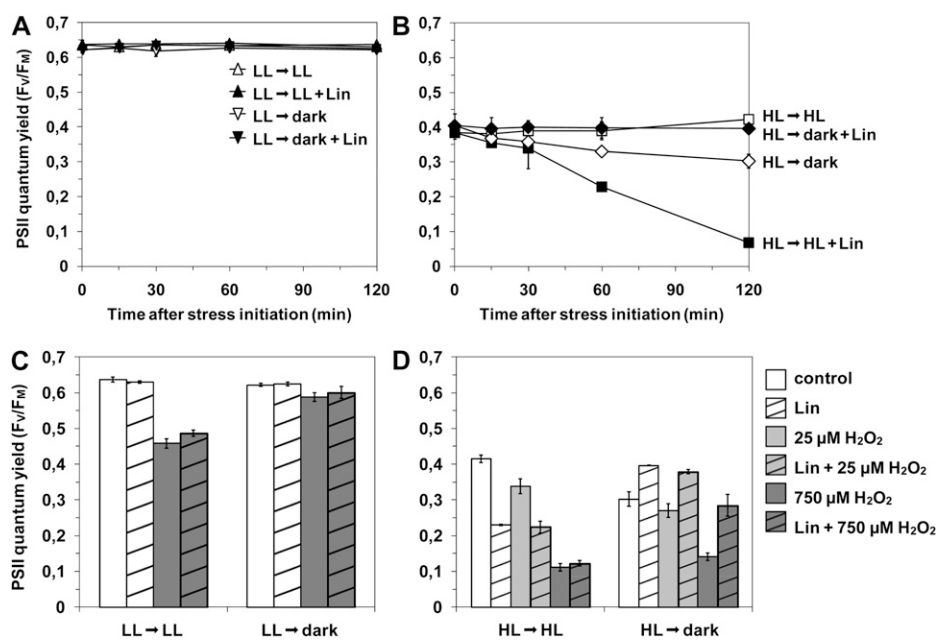 A
PSII quantum yield (FV/FM)
0,7
0,6
0,5
0,4
0,3
0,2
0,1
0
LL → LL
LL → LL + Lin
LL → dark
LL → dark + Lin
0 30 60 90 120
Time after stress initiation (min)
B
0,7
0,6
0,5
0,4
0,3
0,2
0,1
0
HL → HL
HL → dark + Lin
HL → dark
HL → HL + Lin
0 30 60 90 120
Time after stress initiation (min)
C
PSII quantum yield (FV/FM)
0,7
0,6
0,5
0,4
0,3
0,2
0,1
0
LL → LL LL → dark
D
0,7
0,6
0,5
0,4
0,3
0,2
0,1
0
HL → HL HL → dark
control
Lin
25 µM H₂O₂
Lin + 25 µM H₂O₂
750 µM H₂O₂
Lin + 750 µM H₂O₂